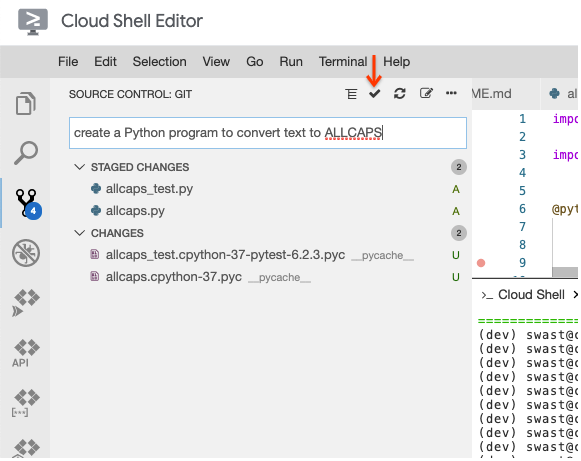 Cloud Shell Editor
File Edit Selection View Go Run Terminal Help
SOURCE CONTROL: GIT
create a Python program to convert text to ALLCAPS
STAGED CHANGES 2
allcaps_test.py A
allcaps.py A
4
CHANGES 2
allcaps_test.cpython-37-pytest-6.2.3.pyc __pycache__ U
allcaps.cpython-37.pyc __pycache__ U
API
ME.md al
1 impo
2
3 impo
4
5
6 @pyt
7
8
9
>_ Cloud Shell ×
==============
(dev) swast@c
(dev) swast@c
(dev) swast@c
(dev) swast@c
(dev) swast@c
(dev) swast@c
(dev) swast@c
(dev) swast@c
(dev) swast@c